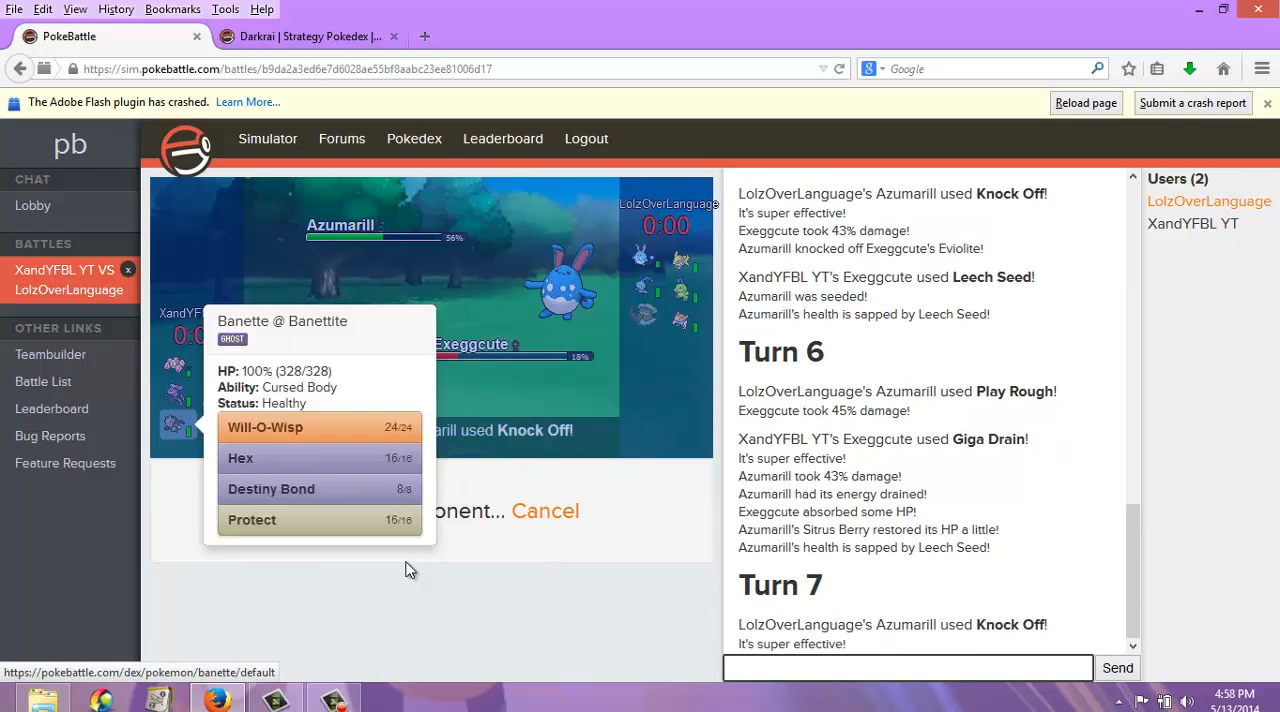 File Edit View History Bookmarks Tools Help
PokeBattle
Darkrai | Strategy Pokedex |...
https://sim.pokebattle.com/battles/b9da2a3ed6e7d6028ae55bf8aabc23ee81006d17
Google
The Adobe Flash plugin has crashed. Learn More...
Reload page
Submit a crash report
pb
Simulator Forums Pokedex Leaderboard Logout
CHAT
Lobby
BATTLES
XandYFBL YT VS
LolzOverLanguage
OTHER LINKS
Teambuilder
Battle List
Leaderboard
Bug Reports
Feature Requests
Azumarill
56%
LolzOverLanguage
0:00
XandYF
0:0
Exeggcute
18%
arill used Knock Off!
Banette @ Banettite
GHOST
HP: 100% (328/328)
Ability: Cursed Body
Status: Healthy
Will-O-Wisp 24/24
Hex 16/16
Destiny Bond 8/8
Protect 16/16
onent... Cancel
LolzOverLanguage's Azumarill used Knock Off!
It's super effective!
Exeggcute took 43% damage!
Azumarill knocked off Exeggcute's Eviolite!
XandYFBL YT's Exeggcute used Leech Seed!
Azumarill was seeded!
Azumarill's health is sapped by Leech Seed!
Turn 6
LolzOverLanguage's Azumarill used Play Rough!
Exeggcute took 45% damage!
XandYFBL YT's Exeggcute used Giga Drain!
It's super effective!
Azumarill took 43% damage!
Azumarill had its energy drained!
Exeggcute absorbed some HP!
Azumarill's Sitrus Berry restored its HP a little!
Azumarill's health is sapped by Leech Seed!
Turn 7
LolzOverLanguage's Azumarill used Knock Off!
It's super effective!
Send
Users (2)
LolzOverLanguage
XandYFBL YT
https://pokebattle.com/dex/pokemon/banette/default
4:58 PM
5/13/2014